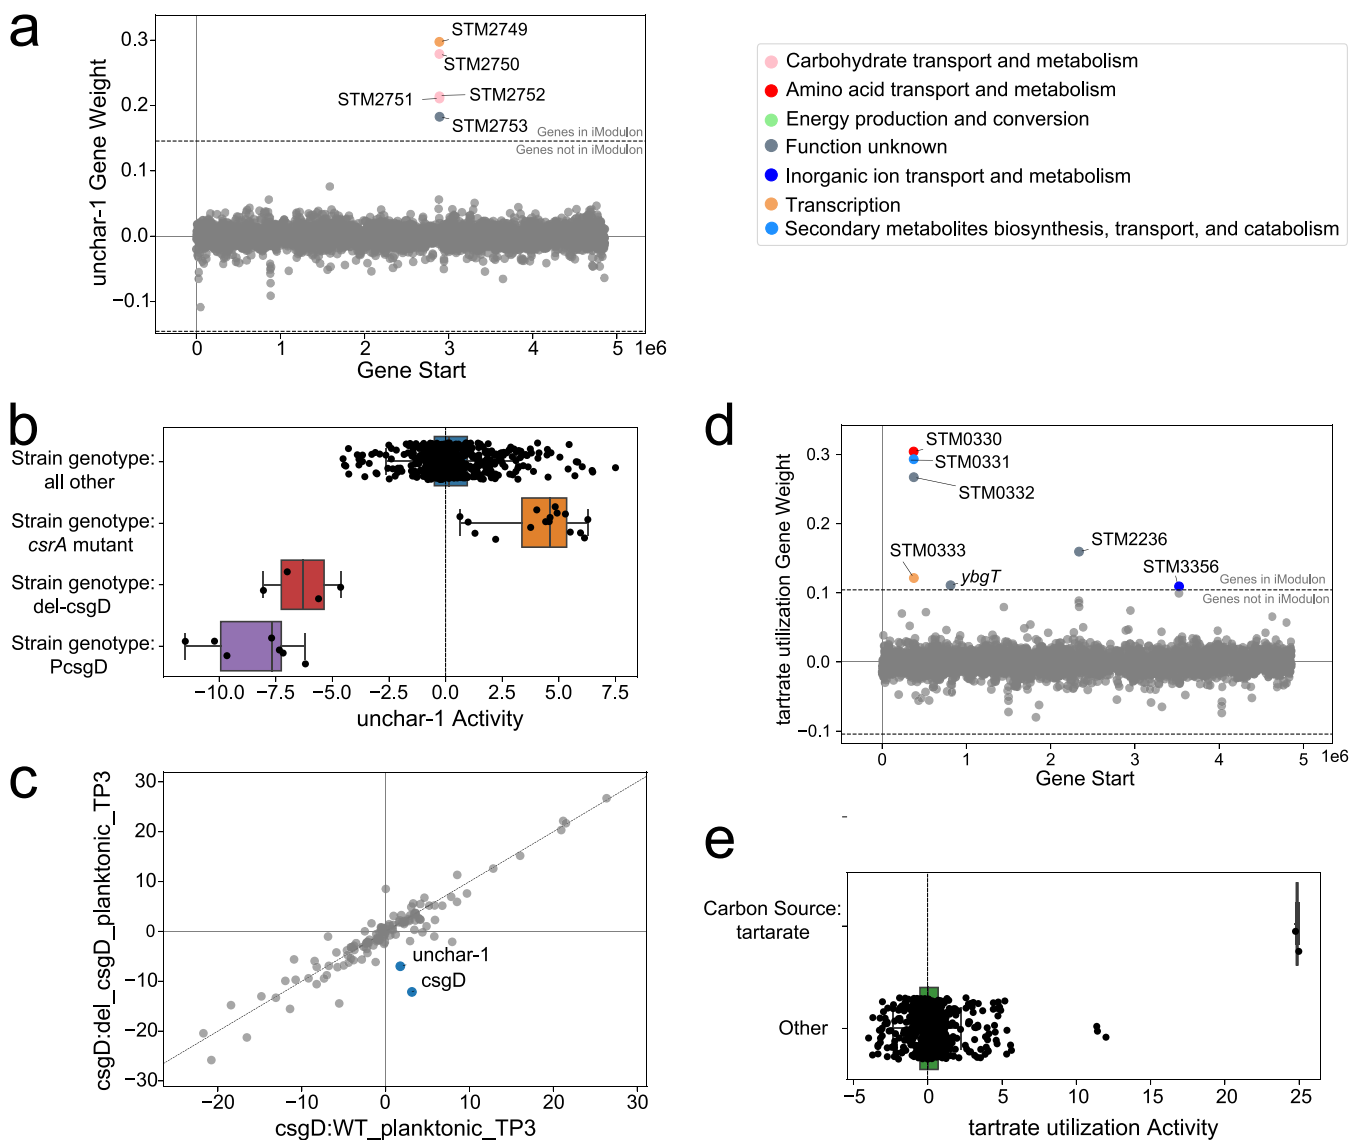 a
unchar-1 Gene Weight
0.3
0.2
0.1
0.0
−0.1
STM2749
STM2750
STM2751
STM2752
STM2753
Genes in iModulon
Genes not in iModulon
0
1
2
3
4
5
1e6
Gene Start
Carbohydrate transport and metabolism
Amino acid transport and metabolism
Energy production and conversion
Function unknown
Inorganic ion transport and metabolism
Transcription
Secondary metabolites biosynthesis, transport, and catabolism
b
Strain genotype:
all other
Strain genotype:
csrA mutant
Strain genotype:
del-csgD
Strain genotype:
PcsgD
−10.0
−7.5
−5.0
−2.5
0.0
2.5
5.0
7.5
unchar-1 Activity
c
csgD:del_csgD_planktonic_TP3
30
20
10
0
−10
−20
−30
unchar-1
csgD
−20
−10
0
10
20
30
csgD:WT_planktonic_TP3
d
tartrate utilization Gene Weight
0.3
0.2
0.1
0.0
−0.1
STM0330
STM0331
STM0332
STM0333
ybgT
STM2236
STM3356
Genes in iModulon
Genes not in iModulon
0
1
2
3
4
5
1e6
Gene Start
e
Carbon Source:
tartarate
Other
−5
0
5
10
15
20
25
tartrate utilization Activity